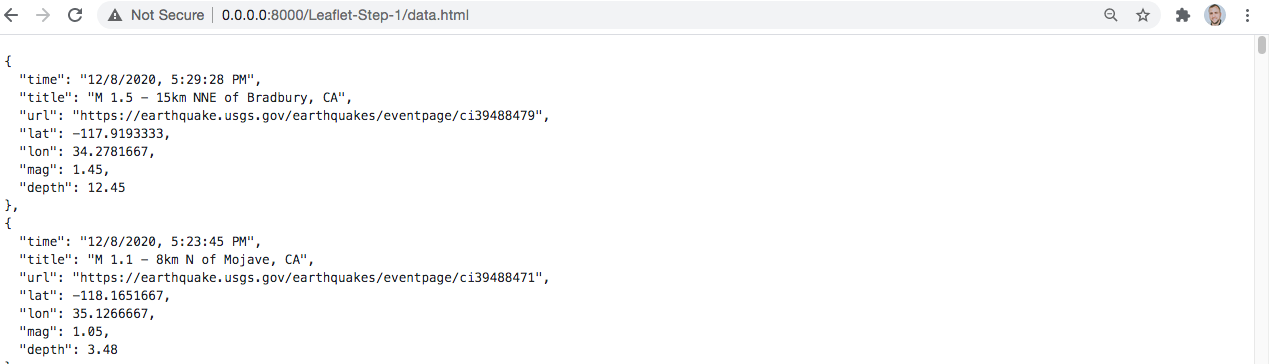 Not Secure | 0.0.0.0:8000/Leaflet-Step-1/data.html
{
"time": "12/8/2020, 5:29:28 PM",
"title": "M 1.5 - 15km NNE of Bradbury, CA",
"url": "https://earthquake.usgs.gov/earthquakes/eventpage/ci39488479",
"lat": -117.9193333,
"lon": 34.2781667,
"mag": 1.45,
"depth": 12.45
},
{
"time": "12/8/2020, 5:23:45 PM",
"title": "M 1.1 - 8km N of Mojave, CA",
"url": "https://earthquake.usgs.gov/earthquakes/eventpage/ci39488471",
"lat": -118.1651667,
"lon": 35.1266667,
"mag": 1.05,
"depth": 3.48